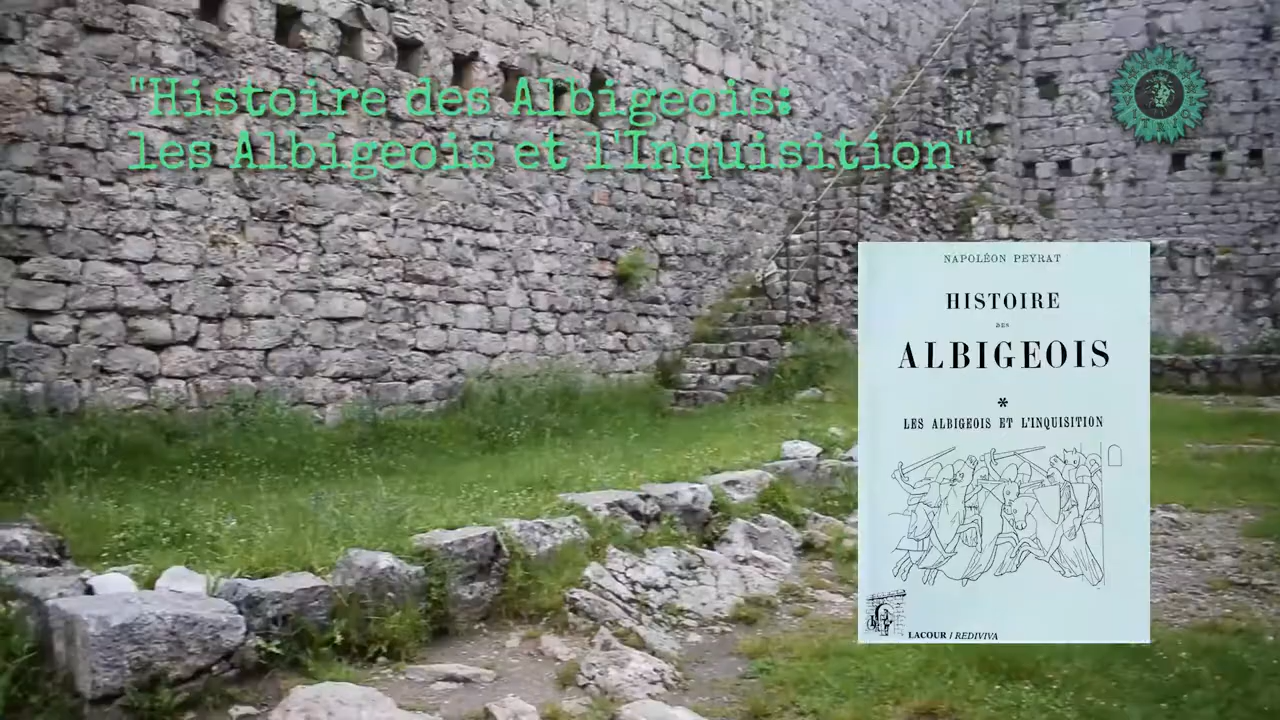 "Histoire des Albigeois:
les Albigeois et l'Inquisition"
NAPOLÉON PEYRAT
HISTOIRE
DES
ALBIGEOIS
*
LES ALBIGEOIS ET L'INQUISITION
LACOUR / REDIVIVA